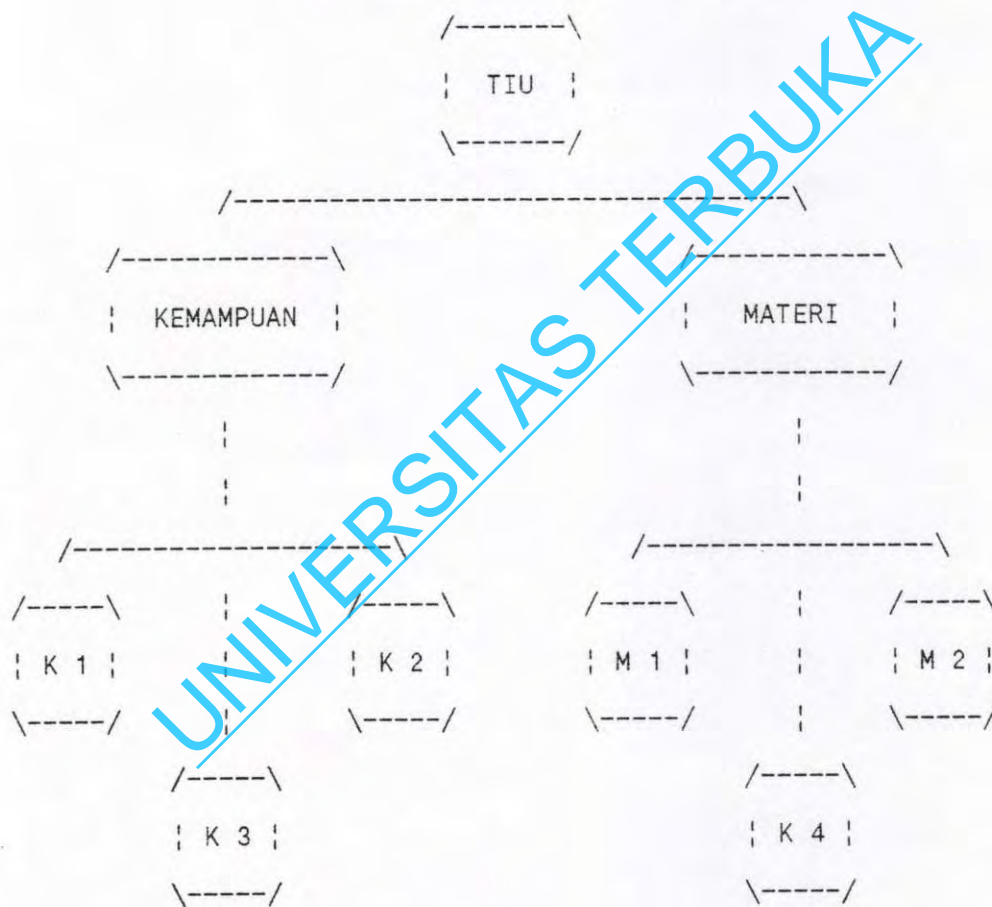 TIU
KEMAMPUAN MATERI
K 1 K 2 M 1 M 2
K 3 K 4
UNIVERSITAS TERBUKA